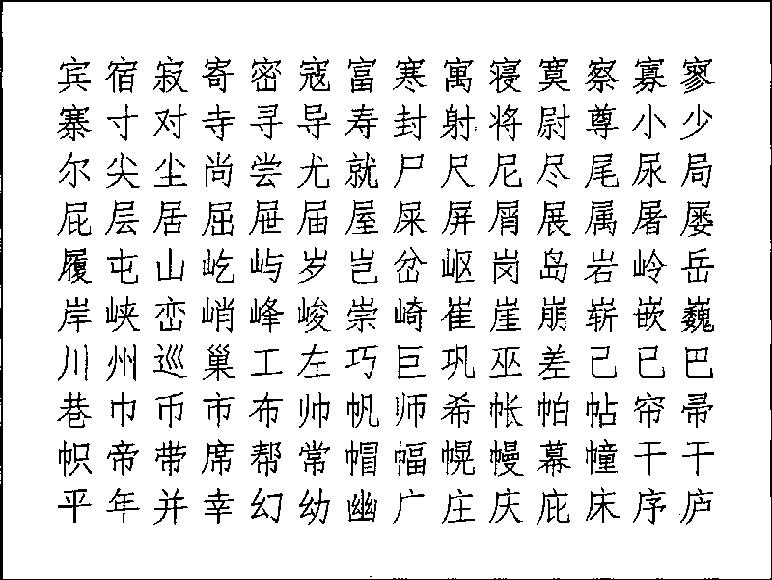 宾宿寂寄密寇富寒寓寝寞察寡寥
寨寸对寺寻导寿封射将尉尊小少
尔尖尘尚尝尤就尸尺尼尽尾尿局
屁层居屈屉届屋屎屏屑展属屠屡
履屯山屹屿岁岂岔岖岗岛岩岭岳
岸峡峦峭峰峻崇崎崔崖崩崭嵌巍
川州巡巢工左巧巨巩巫差己已巴
巷巾币市布帅帆师希帐帕帖帘帚
帜帝带席帮常帽幅幌幔幕幢干干
平年并幸幻幼幽广庄庆庇床序庐